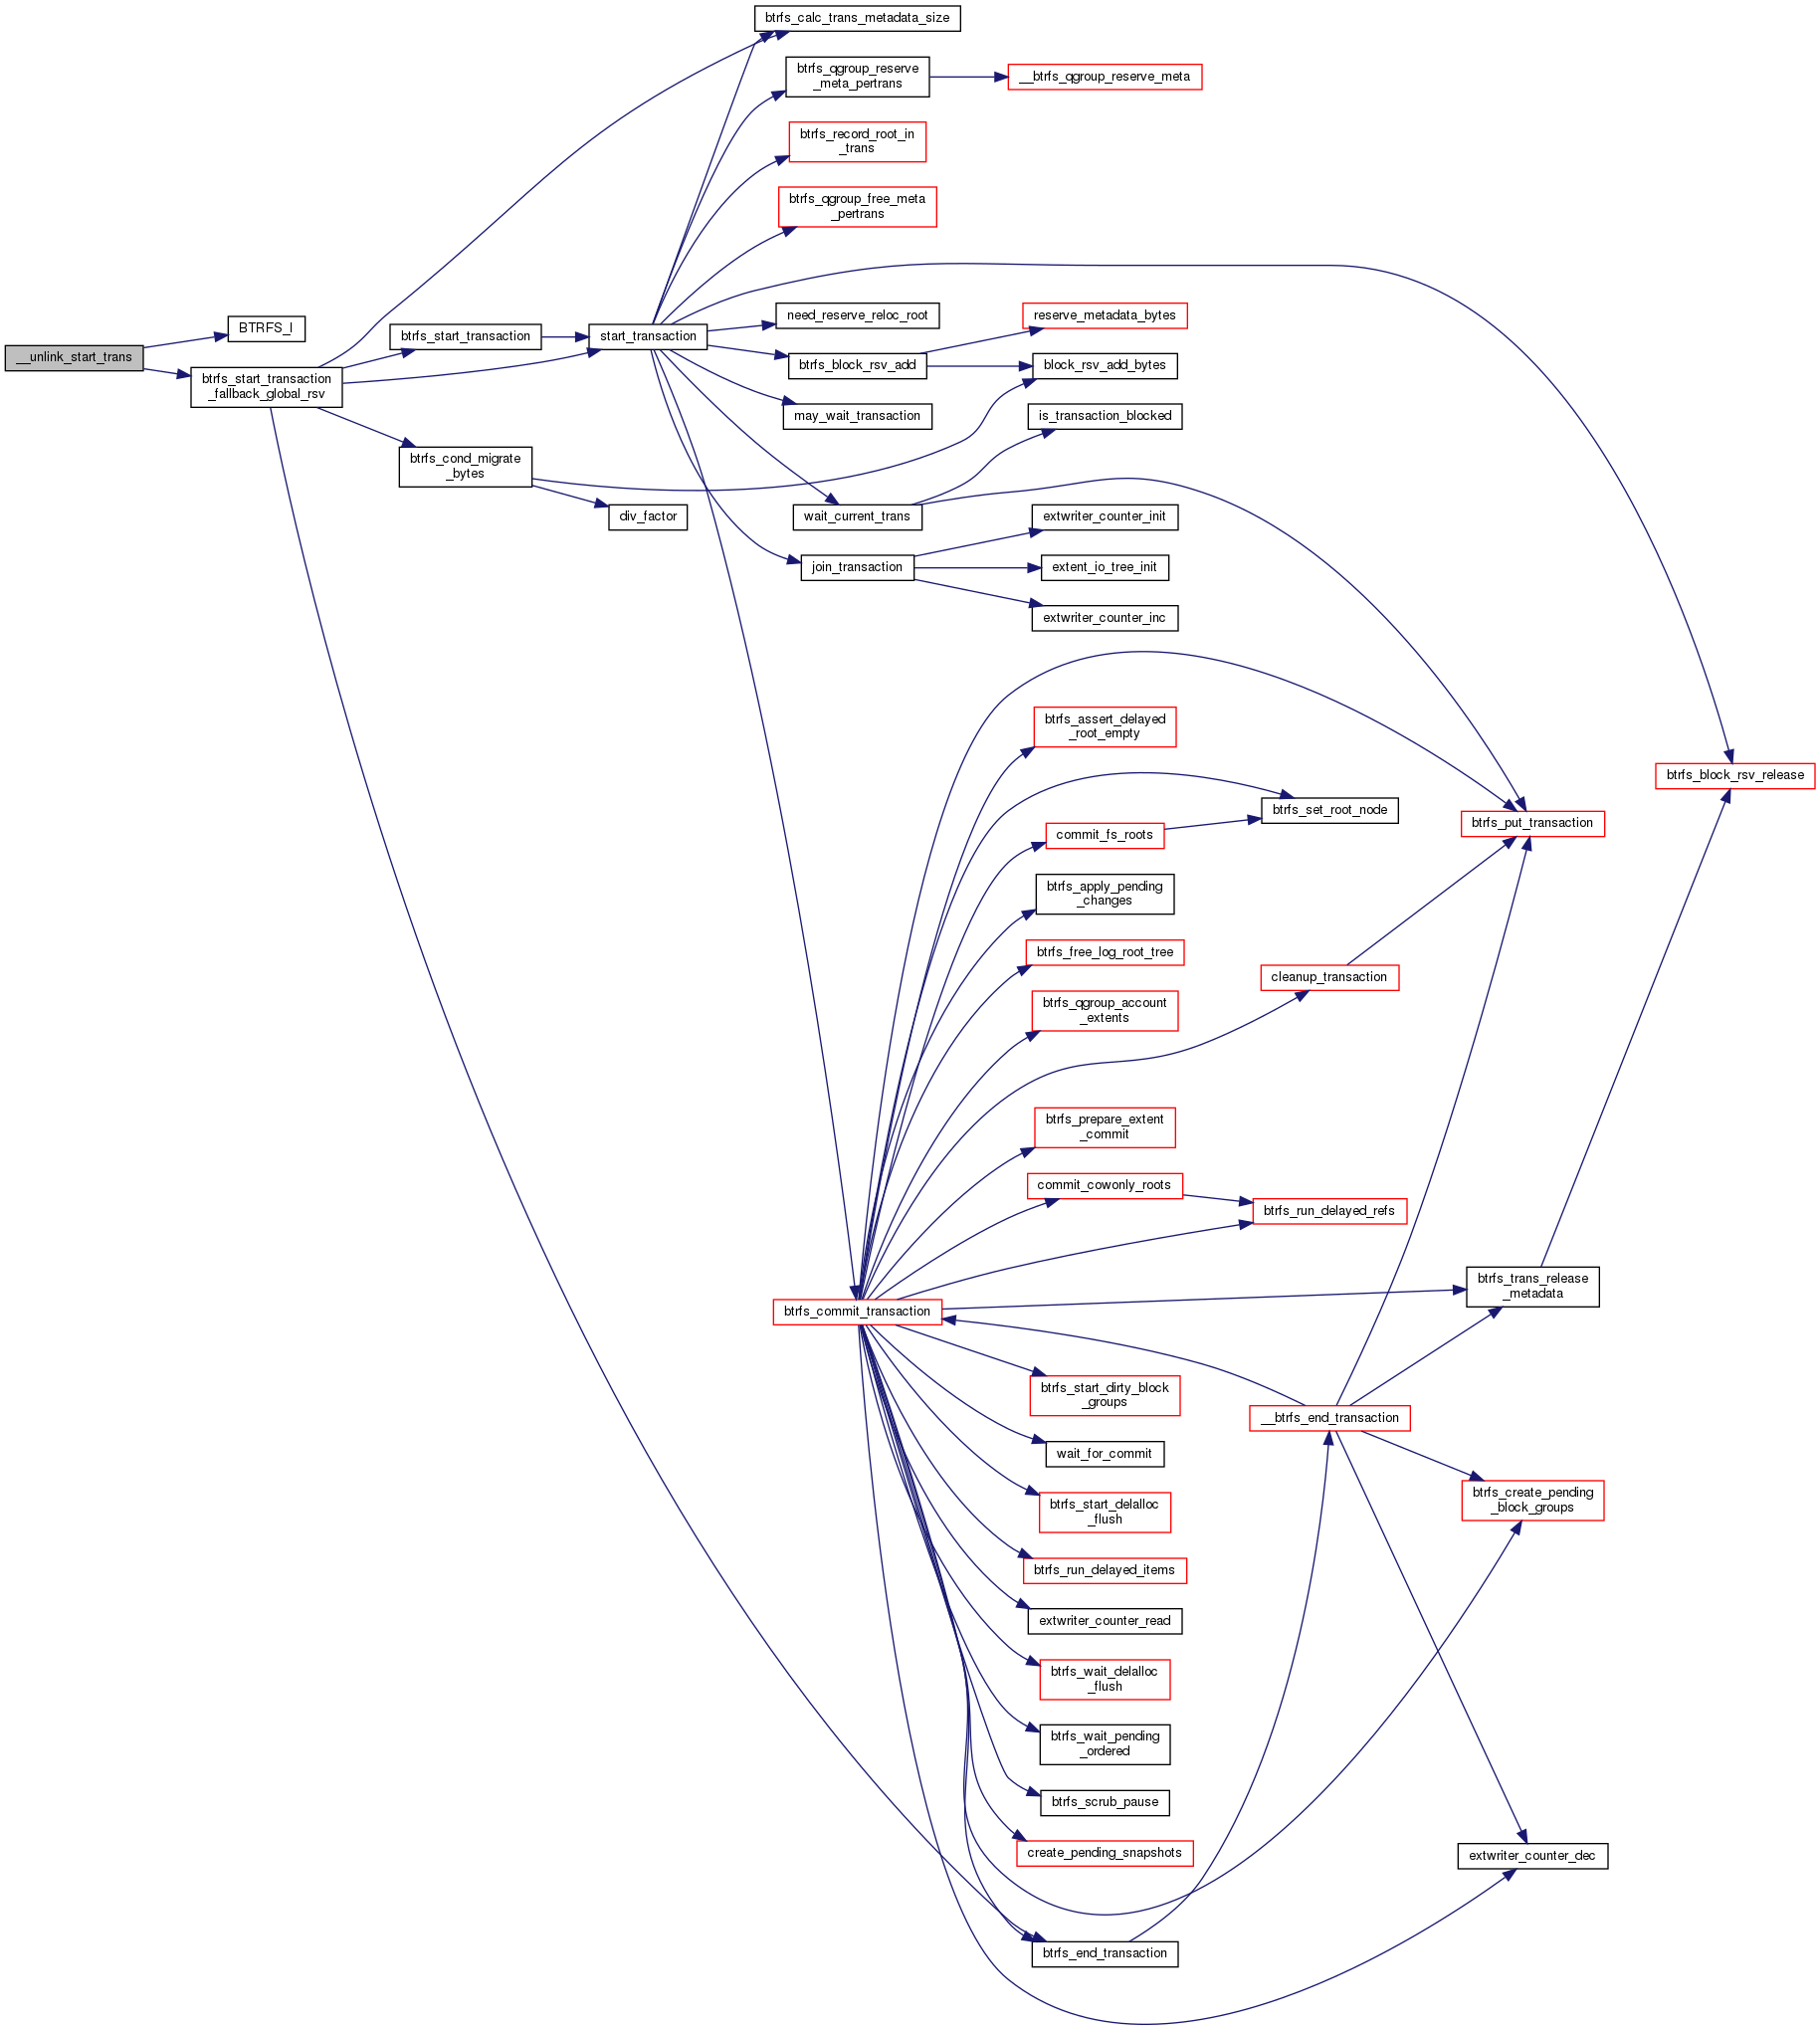 btrfs_calc_trans_metadata_size
btrfs_qgroup_reserve
_meta_pertrans
__btrfs_qgroup_reserve_meta
btrfs_record_root_in
_trans
btrfs_qgroup_free_meta
_pertrans
BTRFS_I
need_reserve_reloc_root
reserve_metadata_bytes
btrfs_start_transaction
start_transaction
__unlink_start_trans
btrfs_block_rsv_add
block_rsv_add_bytes
btrfs_start_transaction
_fallback_global_rsv
may_wait_transaction
is_transaction_blocked
btrfs_cond_migrate
_bytes
div_factor
wait_current_trans
extwriter_counter_init
join_transaction
extent_io_tree_init
extwriter_counter_inc
btrfs_assert_delayed
_root_empty
btrfs_block_rsv_release
btrfs_set_root_node
btrfs_put_transaction
commit_fs_roots
btrfs_apply_pending
_changes
btrfs_free_log_root_tree
cleanup_transaction
btrfs_qgroup_account
_extents
btrfs_prepare_extent
_commit
commit_cowonly_roots
btrfs_run_delayed_refs
btrfs_trans_release
_metadata
btrfs_commit_transaction
btrfs_start_dirty_block
_groups
__btrfs_end_transaction
wait_for_commit
btrfs_create_pending
_block_groups
btrfs_start_delalloc
_flush
btrfs_run_delayed_items
extwriter_counter_read
btrfs_wait_delalloc
_flush
btrfs_wait_pending
_ordered
btrfs_scrub_pause
create_pending_snapshots
extwriter_counter_dec
btrfs_end_transaction